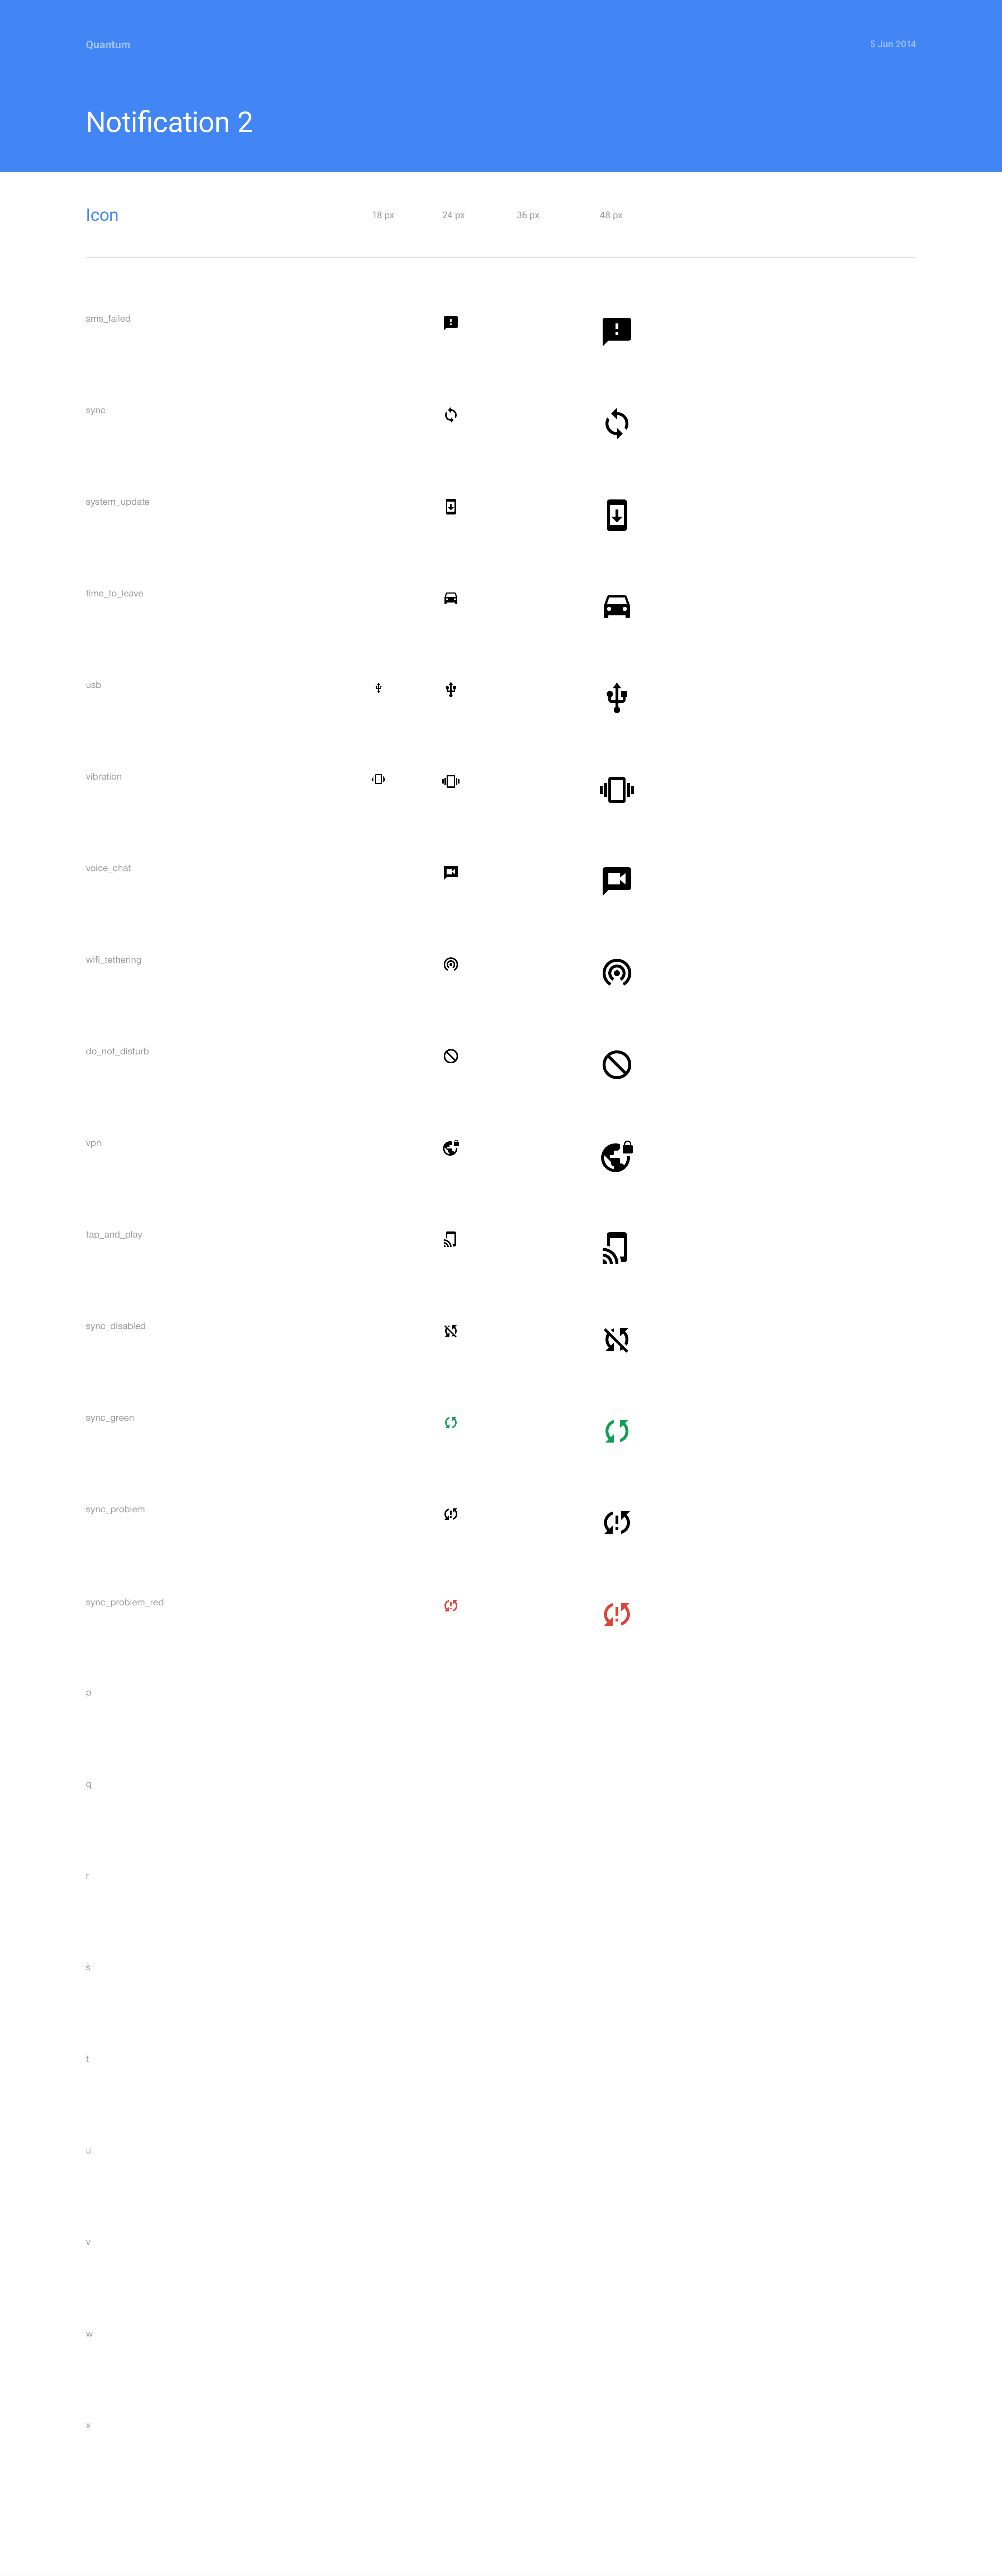 Quantum 5 Jun 2014
Notification 2
Icon 18 px 24 px 36 px 48 px
sms_failed
sync
system_update
time_to_leave
usb
vibration
voice_chat
wifi_tethering
do_not_disturb
vpn
tap_and_play
sync_disabled
sync_green
sync_problem
sync_problem_red
p
q
r
s
t
u
v
w
x